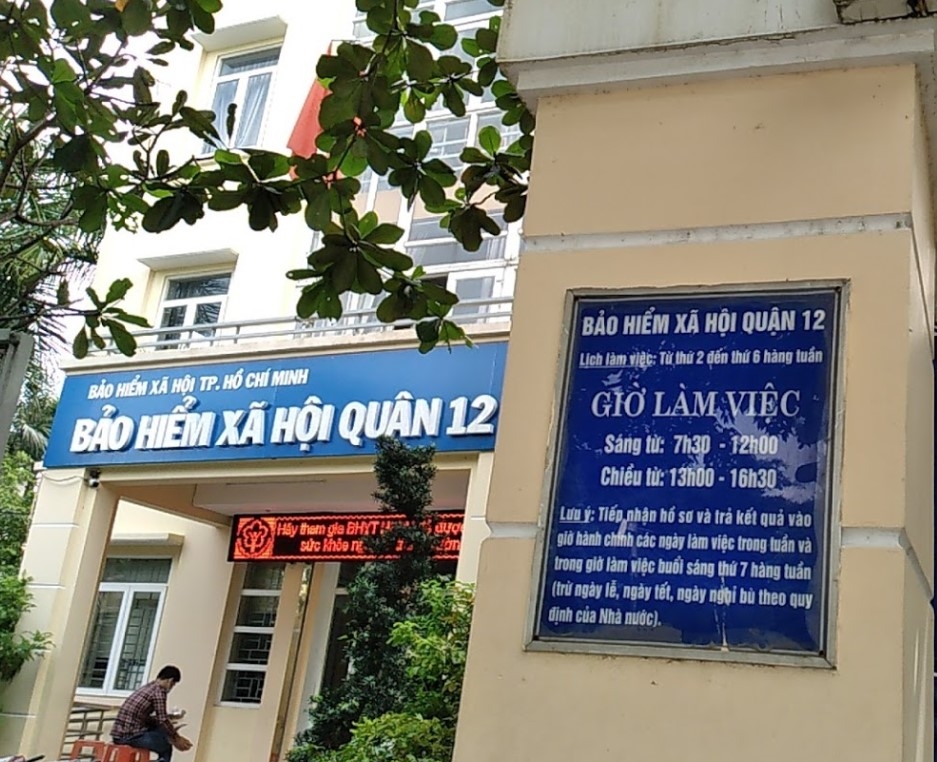 BẢO HIỂM XÃ HỘI TP. HỒ CHÍ MINH
BẢO HIỂM XÃ HỘI QUẬN 12
Hãy tham gia BHYT được
sức khỏe
BẢO HIỂM XÃ HỘI QUẬN 12
Lịch làm việc: Từ thứ 2 đến thứ 6 hàng tuần
GIỜ LÀM VIỆC
Sáng từ: 7h30 - 12h00
Chiều từ: 13h00 - 16h30
Lưu ý: Tiếp nhận hồ sơ và trả kết quả vào
giờ hành chính các ngày làm việc trong tuần và
trong giờ làm việc buổi sáng thứ 7 hàng tuần
(trừ ngày lễ, ngày tết, ngày nghỉ bù theo quy
định của Nhà nước).